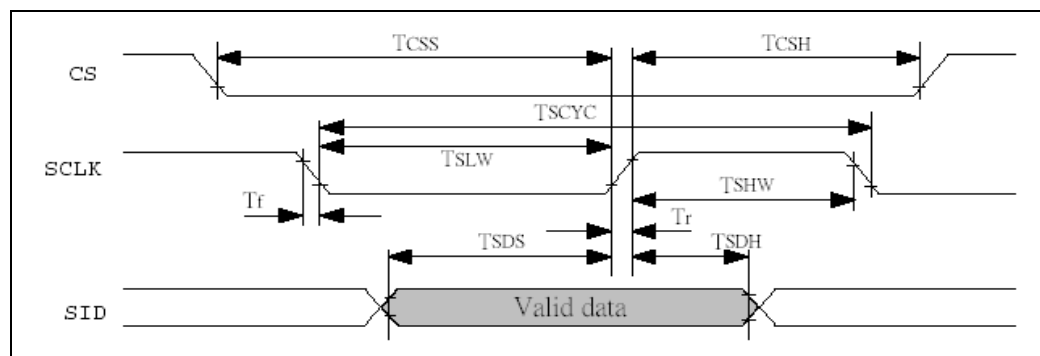 TCSS TCSH
CS
TSCYC
SCLK TSLW
TSHW
Tf
Tr
TSDS TSDH
SID Valid data